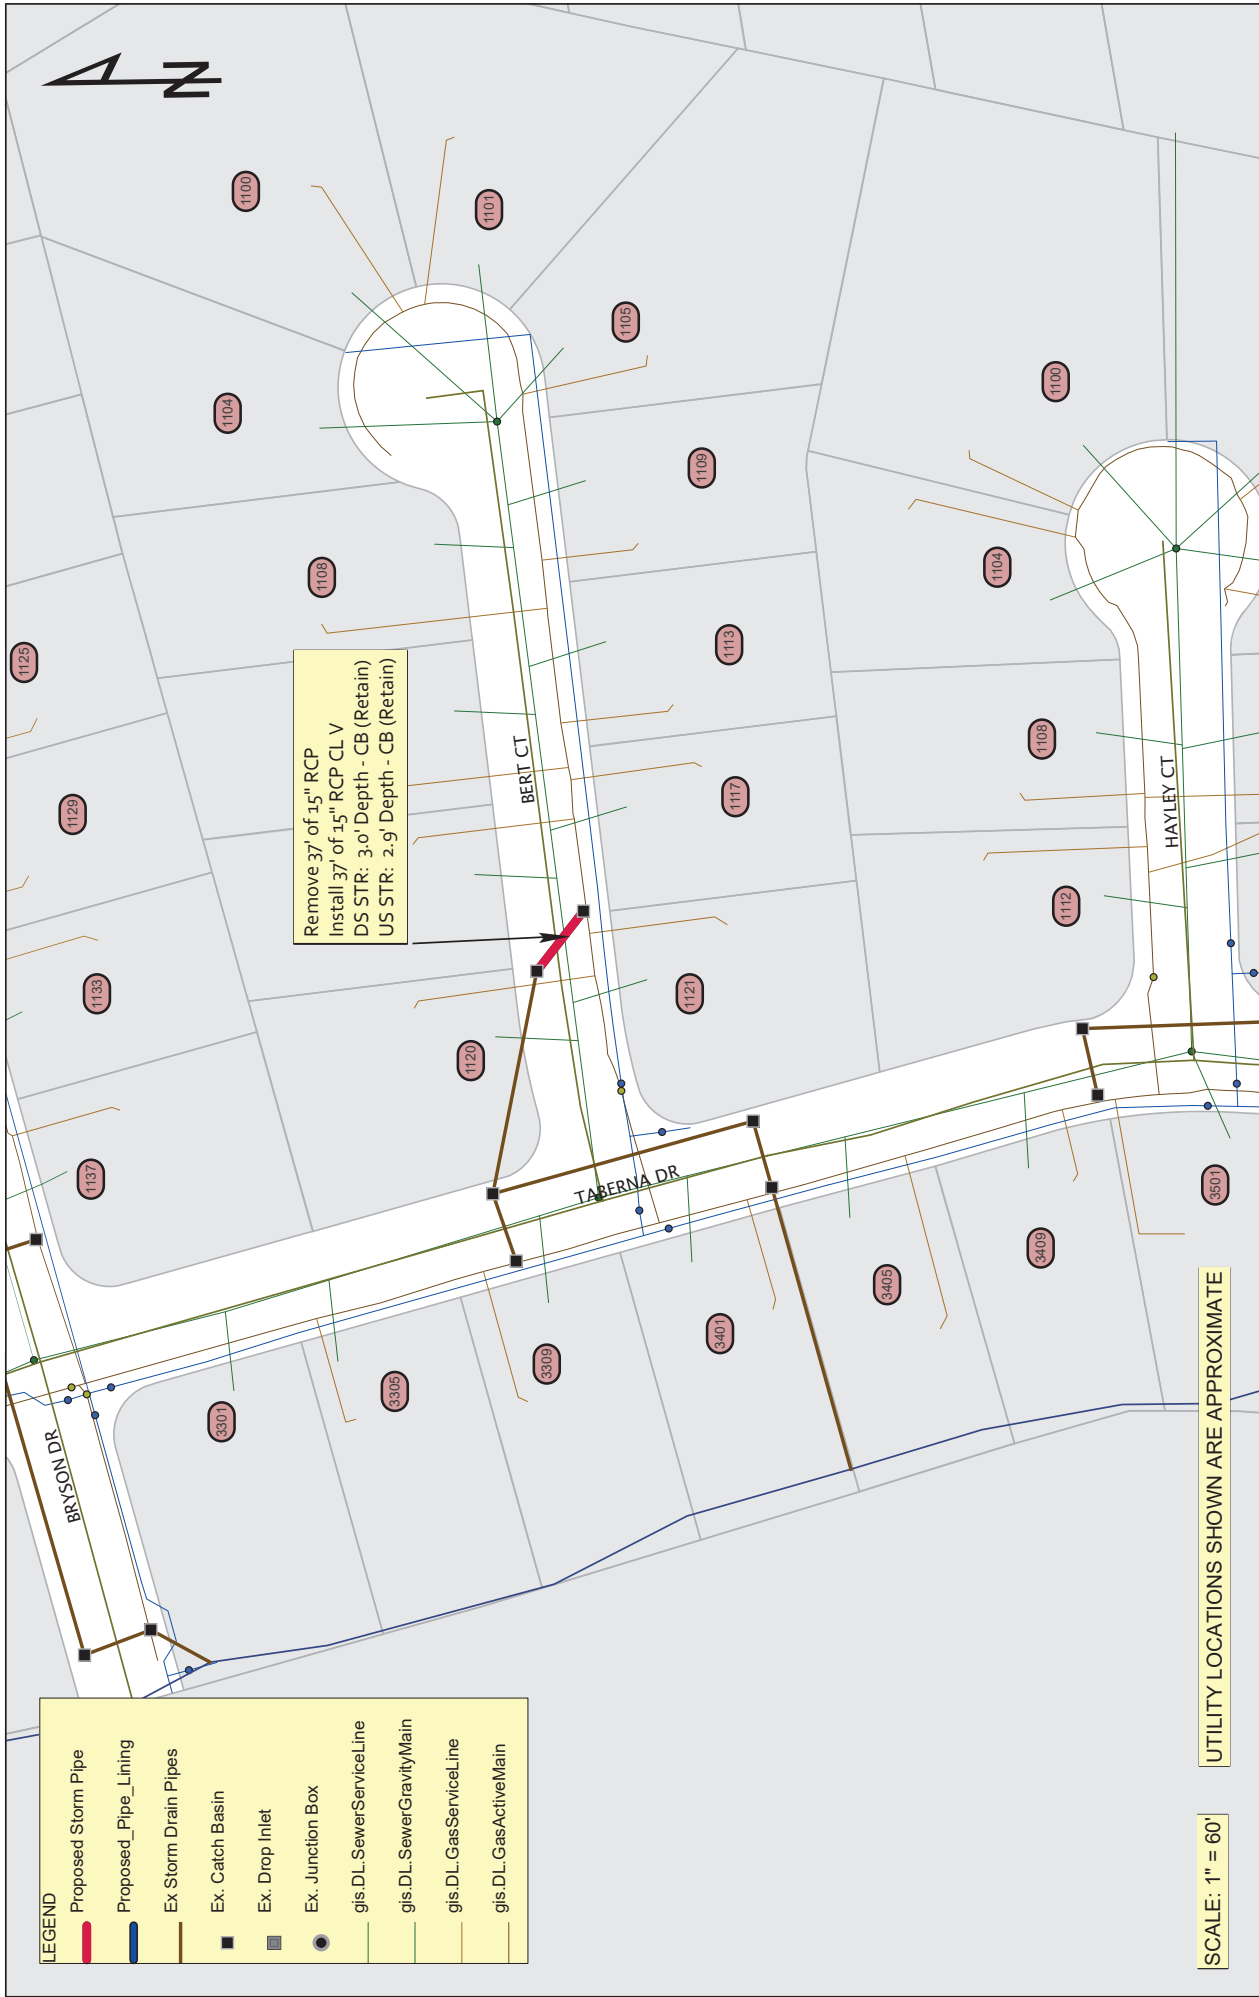 N
1100
1101
1104
1105
1125
1108
1109
1100
1129
1113
1104
Remove 37' of 15" RCP
Install 37' of 15" RCP CL V
DS STR: 3.0' Depth - CB (Retain)
US STR: 2.9' Depth - CB (Retain)
BERT CT
1117
1108
HAYLEY CT
1133
1121
1112
1120
1137
TABERNA DR
3501
3409
3405
3401
3309
3305
3301
BRYSON DR
LEGEND
Proposed Storm Pipe
Proposed_Pipe_Lining
Ex Storm Drain Pipes
Ex. Catch Basin
Ex. Drop Inlet
Ex. Junction Box
gis.DL.SewerServiceLine
gis.DL.SewerGravityMain
gis.DL.GasServiceLine
gis.DL.GasActiveMain
SCALE: 1" = 60'
UTILITY LOCATIONS SHOWN ARE APPROXIMATE